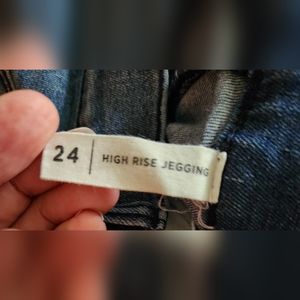 24 | HIGH RISE JEGGING